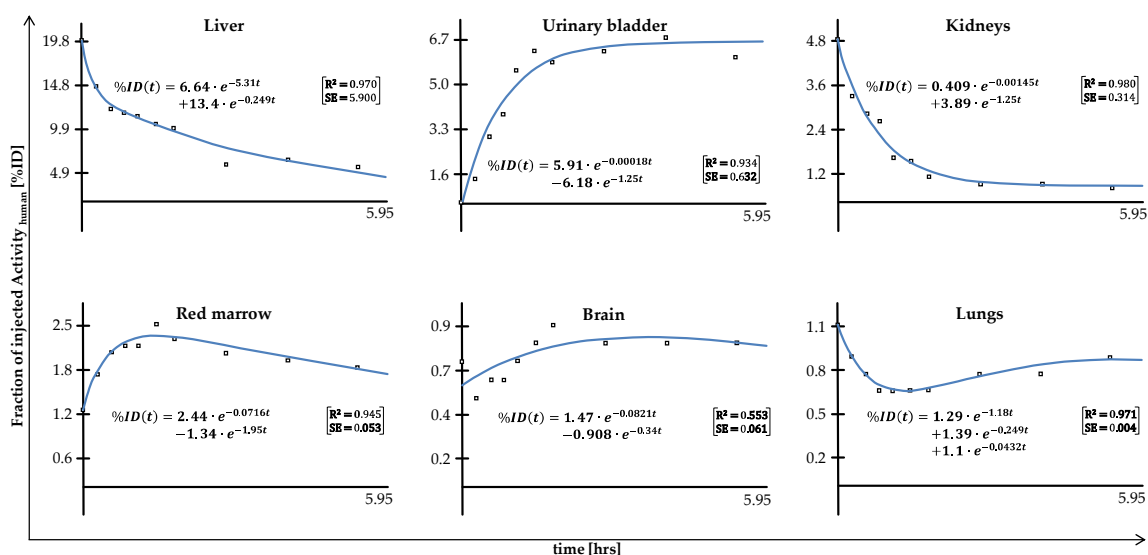 Fraction of injected Activity human [%ID]
Liver
19.8
14.8
9.9
4.9
%ID(t) = 6.64 · e^-5.31t
+13.4 · e^-0.249t
R² = 0.970
SE = 5.900
5.95
Urinary bladder
6.7
5.0
3.3
1.6
%ID(t) = 5.91 · e^-0.00018t
−6.18 · e^-1.25t
R² = 0.934
SE = 0.632
5.95
Kidneys
4.8
3.6
2.4
1.2
%ID(t) = 0.409 · e^-0.00145t
+3.89 · e^-1.25t
R² = 0.980
SE = 0.314
5.95
Red marrow
2.5
1.8
1.2
0.6
%ID(t) = 2.44 · e^-0.0716t
−1.34 · e^-1.95t
R² = 0.945
SE = 0.053
5.95
Brain
0.9
0.7
0.4
0.2
%ID(t) = 1.47 · e^-0.0821t
−0.908 · e^-0.34t
R² = 0.553
SE = 0.061
5.95
Lungs
1.1
0.8
0.5
0.2
%ID(t) = 1.29 · e^-1.18t
+1.39 · e^-0.249t
+1.1 · e^-0.0432t
R² = 0.971
SE = 0.004
5.95
time [hrs]